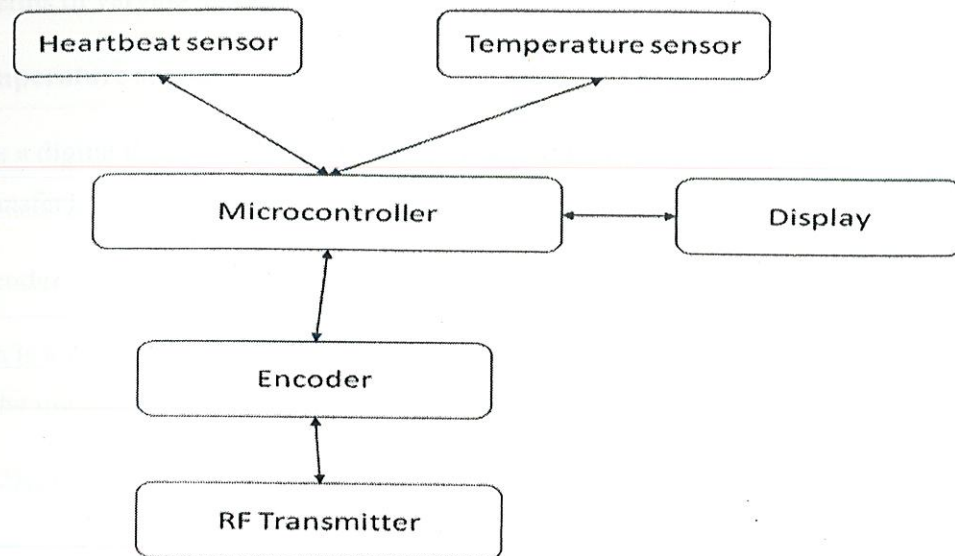 Heartbeat sensor
Temperature sensor
Microcontroller
Display
Encoder
RF Transmitter